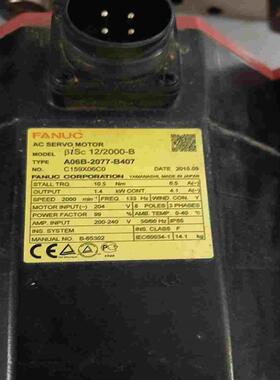 FANUC
AC SERVO MOTOR
MODEL βiSc 12/2000-B
TYPE A06B-2077-B407
NO. C159X06C0 DATE 2015.05
FANUC CORPORATION YAMANASHI, MADE IN JAPAN
STALL TRQ. 10.5 Nm 6.5 A(~)
OUTPUT 1.4 kW CONT. 4.1 A(~)
SPEED 2000 min⁻¹ FREQ. 133 Hz WIND. CON. Y
MOTOR INPUT(~) 204 V 8 POLES 3 PHASES
POWER FACTOR 99 % AMB. TEMP. 0-40 ℃
AMP. INPUT 200-240 V 50/60 Hz IP65
INS. CLASS F
MANUAL NO. B-65302 IEC60034-1 14.1 kg
CE